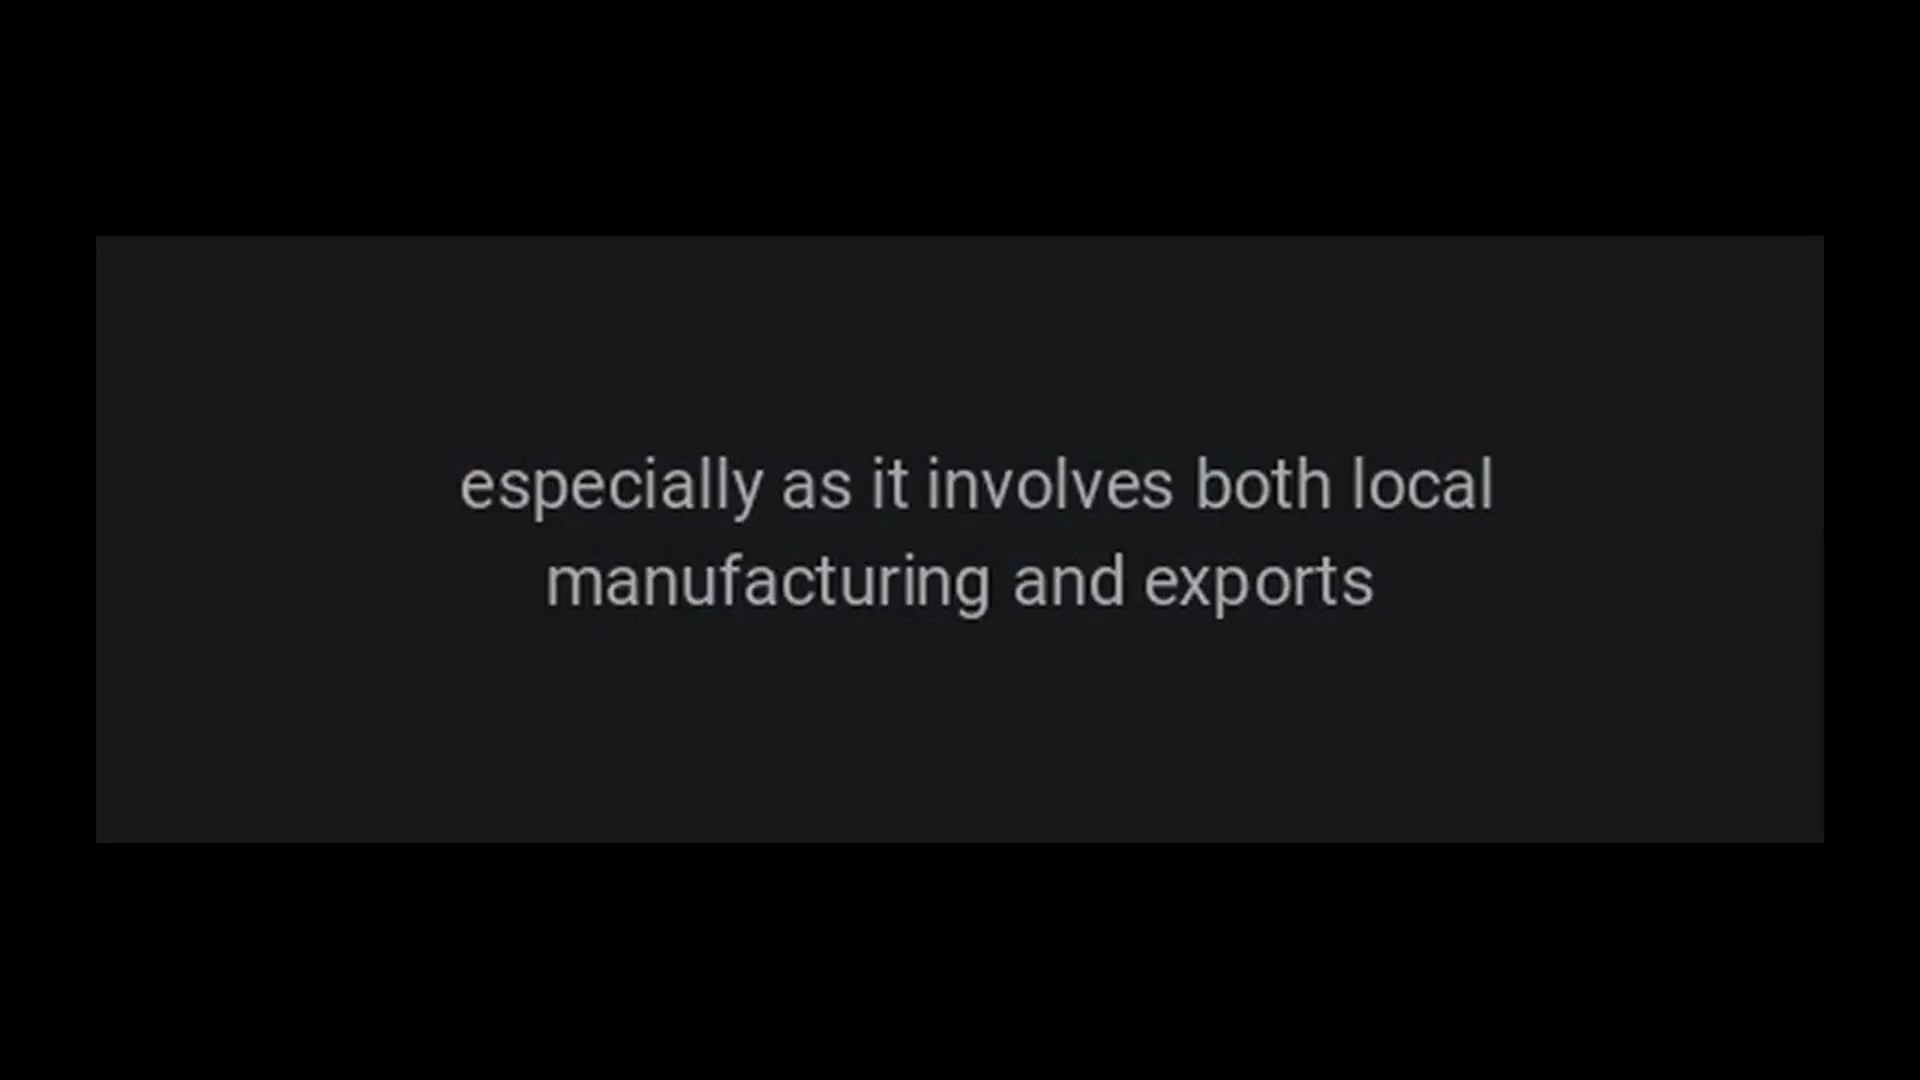 especially as it involves both local
manufacturing and exports